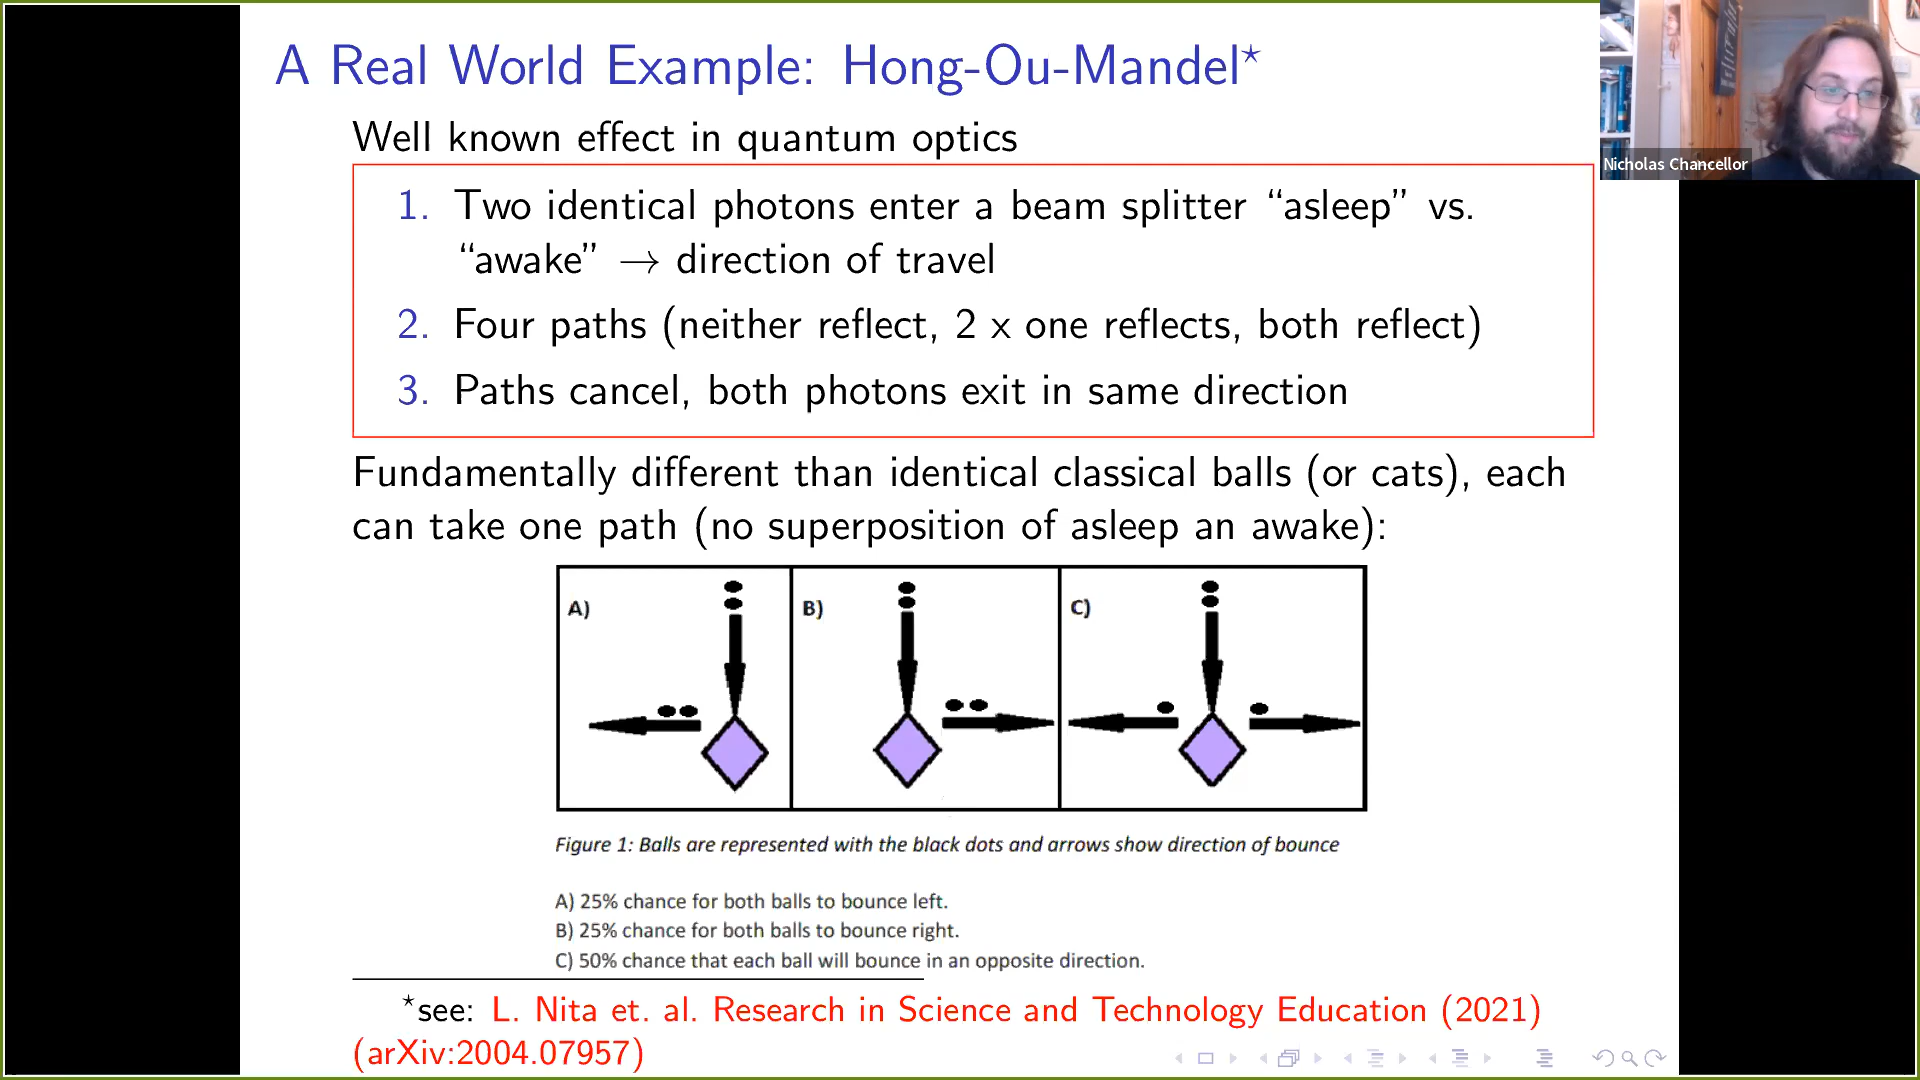 A Real World Example: Hong-Ou-Mandel*
Nicholas Chancellor
Well known effect in quantum optics
1. Two identical photons enter a beam splitter “asleep” vs.
“awake” → direction of travel
2. Four paths (neither reflect, 2 x one reflects, both reflect)
3. Paths cancel, both photons exit in same direction
Fundamentally different than identical classical balls (or cats), each
can take one path (no superposition of asleep an awake):
A)
B)
C)
Figure 1: Balls are represented with the black dots and arrows show direction of bounce
A) 25% chance for both balls to bounce left.
B) 25% chance for both balls to bounce right.
C) 50% chance that each ball will bounce in an opposite direction.
*see: L. Nita et. al. Research in Science and Technology Education (2021)
(arXiv:2004.07957)